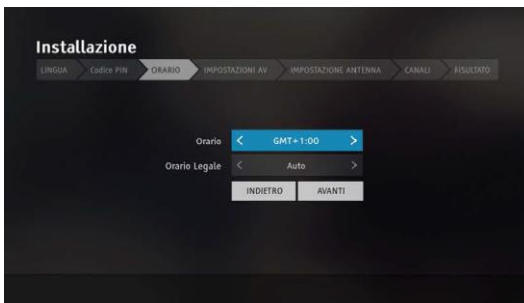 Installazione
LINGUA Codice PIN ORARIO IMPOSTAZIONI AV IMPOSTAZIONE ANTENNA CANALI RISULTATO
Orario < GMT+1:00 >
Orario Legale < Auto >
INDIETRO AVANTI